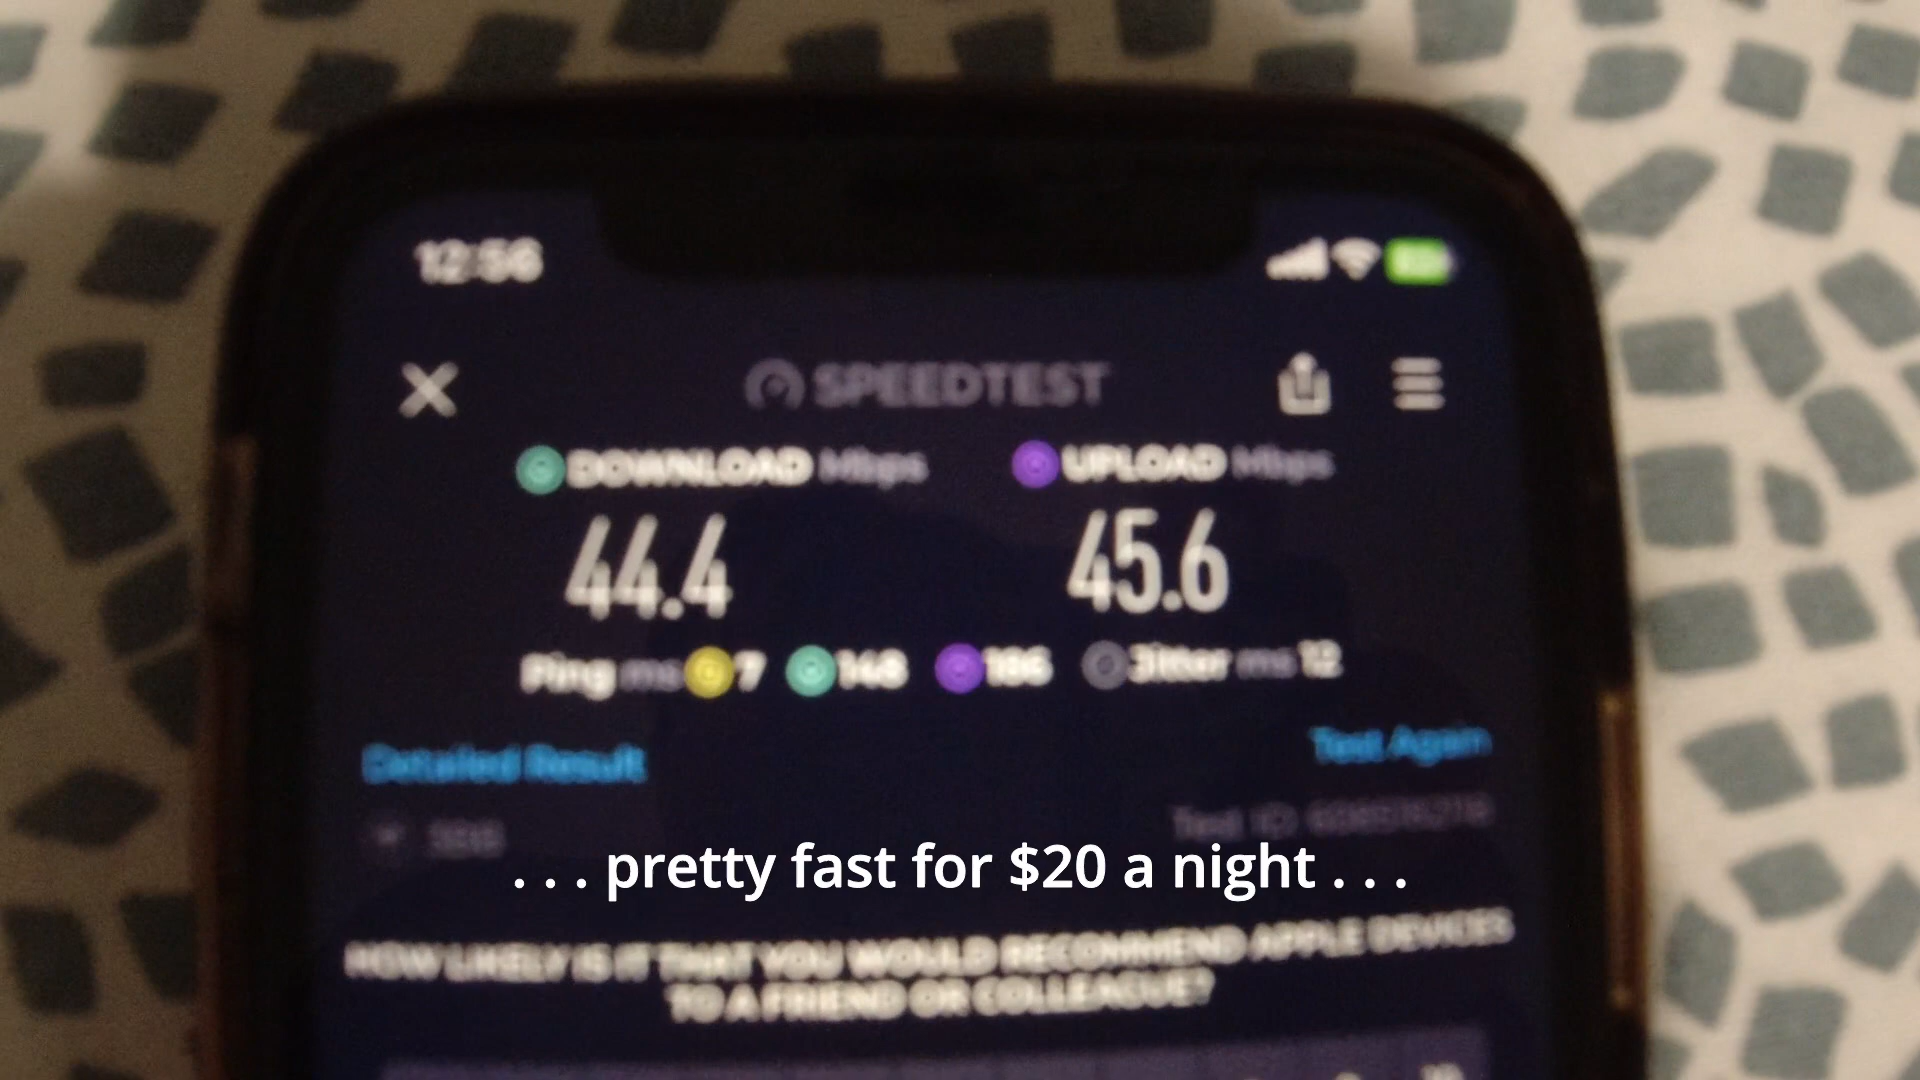 12:56
SPEEDTEST
DOWNLOAD Mbps UPLOAD Mbps
44.4 45.6
Ping ms 7 148 186 Jitter ms 12
Detailed Result Test Again
Test ID
. . . pretty fast for $20 a night . . .
HOW LIKELY IS IT THAT YOU WOULD RECOMMEND APPLE DEVICES
TO A FRIEND OR COLLEAGUE?